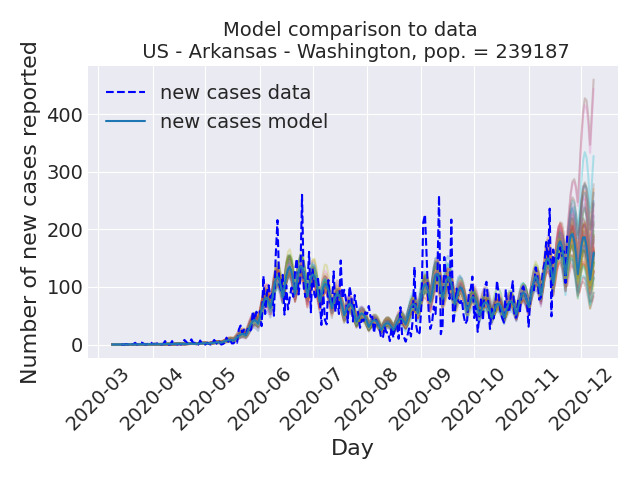 Model comparison to data
US - Arkansas - Washington, pop. = 239187
Number of new cases reported
400
300
200
100
0
new cases data
new cases model
2020-03
2020-04
2020-05
2020-06
2020-07
2020-08
2020-09
2020-10
2020-11
2020-12
Day